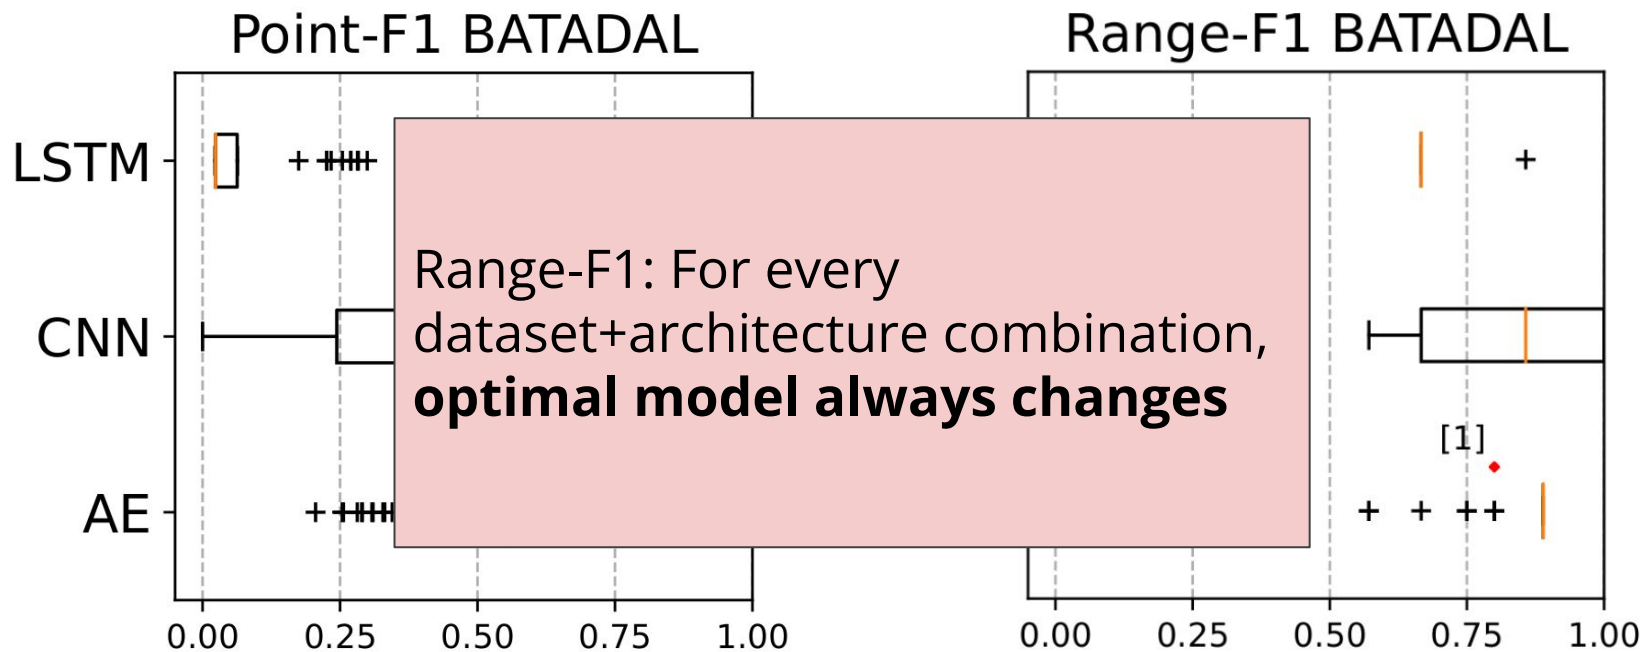 Point-F1 BATADAL
Range-F1 BATADAL
LSTM
CNN
AE
Range-F1: For every
dataset+architecture combination,
optimal model always changes
[1]
0.00 0.25 0.50 0.75 1.00
0.00 0.25 0.50 0.75 1.00